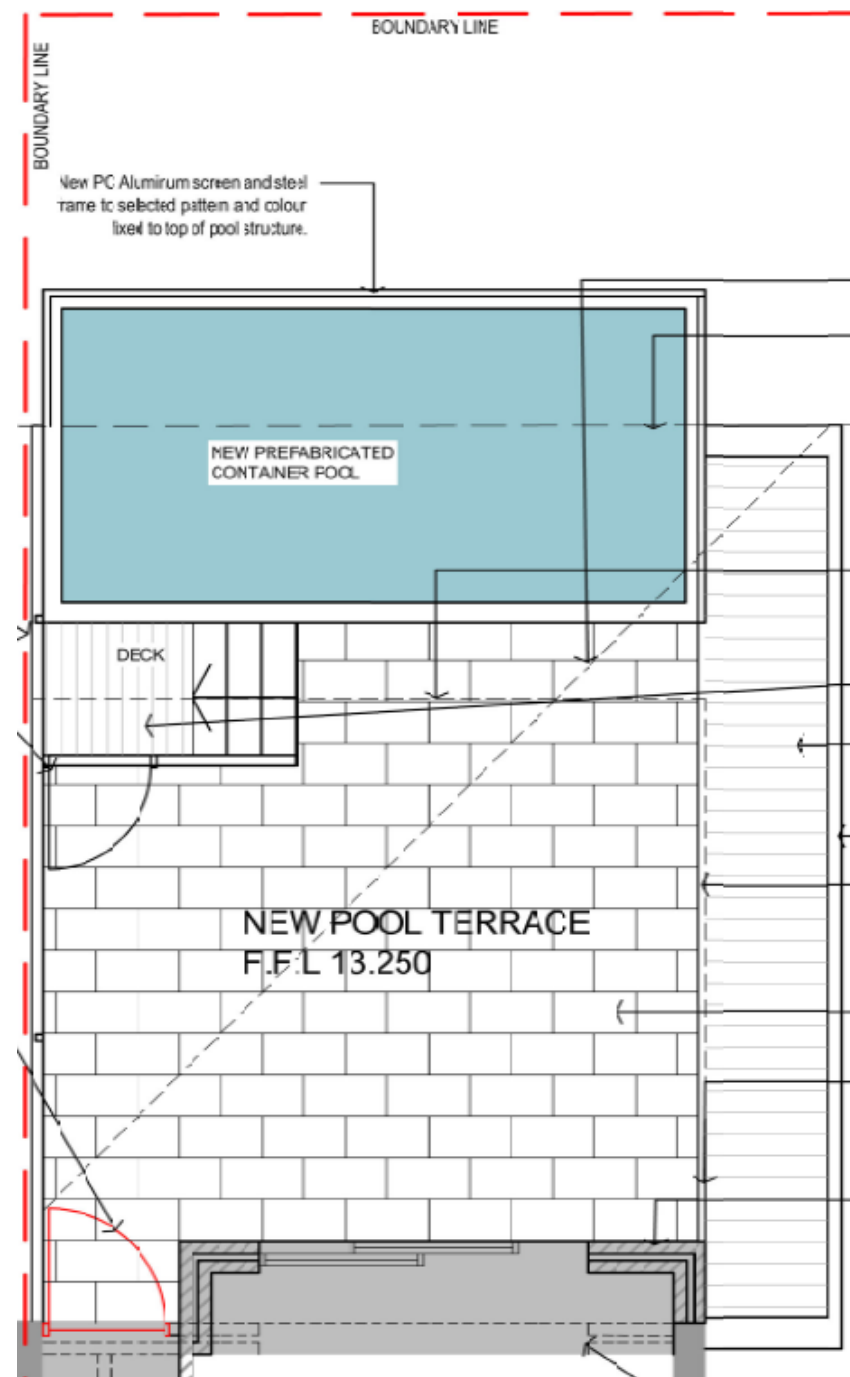 BOUNDARY LINE
BOUNDARY LINE
New PC Aluminum screen and steel
rame to selected pattern and colour
fixed to top of pool structure.
NEW PREFABRICATED
CONTAINER POOL
DECK
NEW POOL TERRACE
F.F.L 13.250